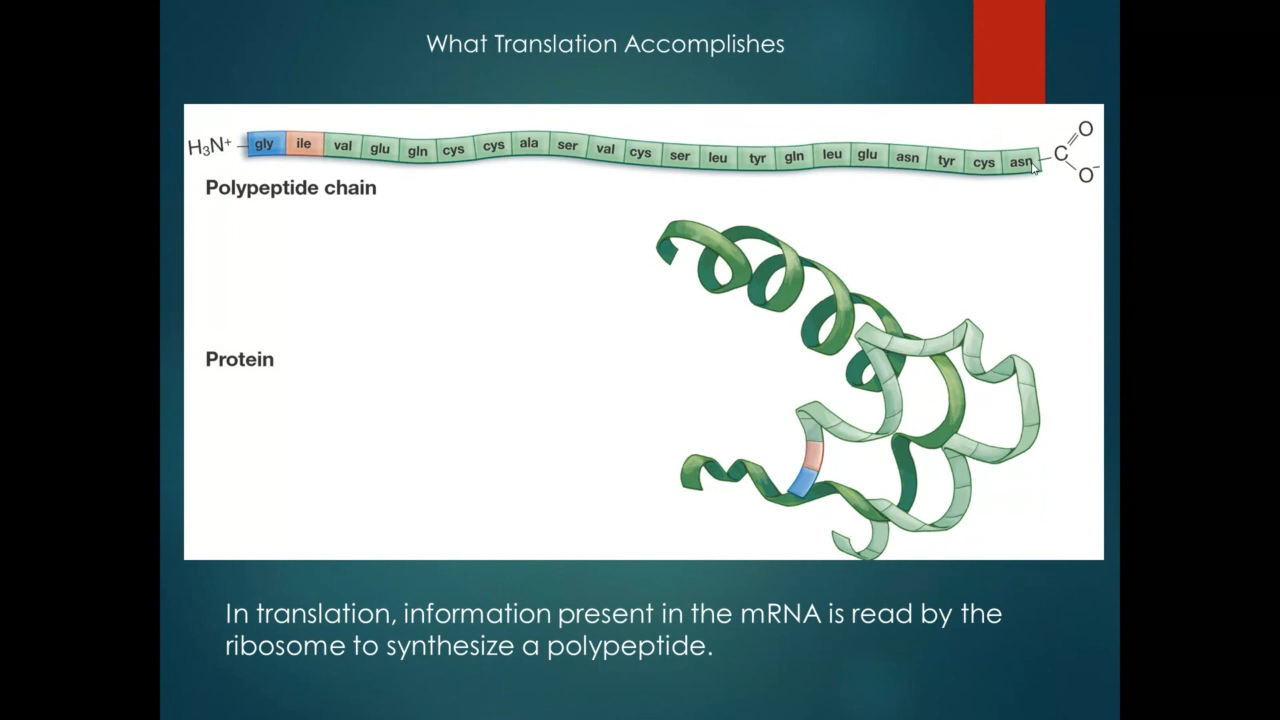 What Translation Accomplishes
H₃N⁺ gly ile val glu gln cys cys ala ser val cys ser leu tyr gln leu glu asn tyr cys asn C O O⁻
Polypeptide chain
Protein
In translation, information present in the mRNA is read by the
ribosome to synthesize a polypeptide.